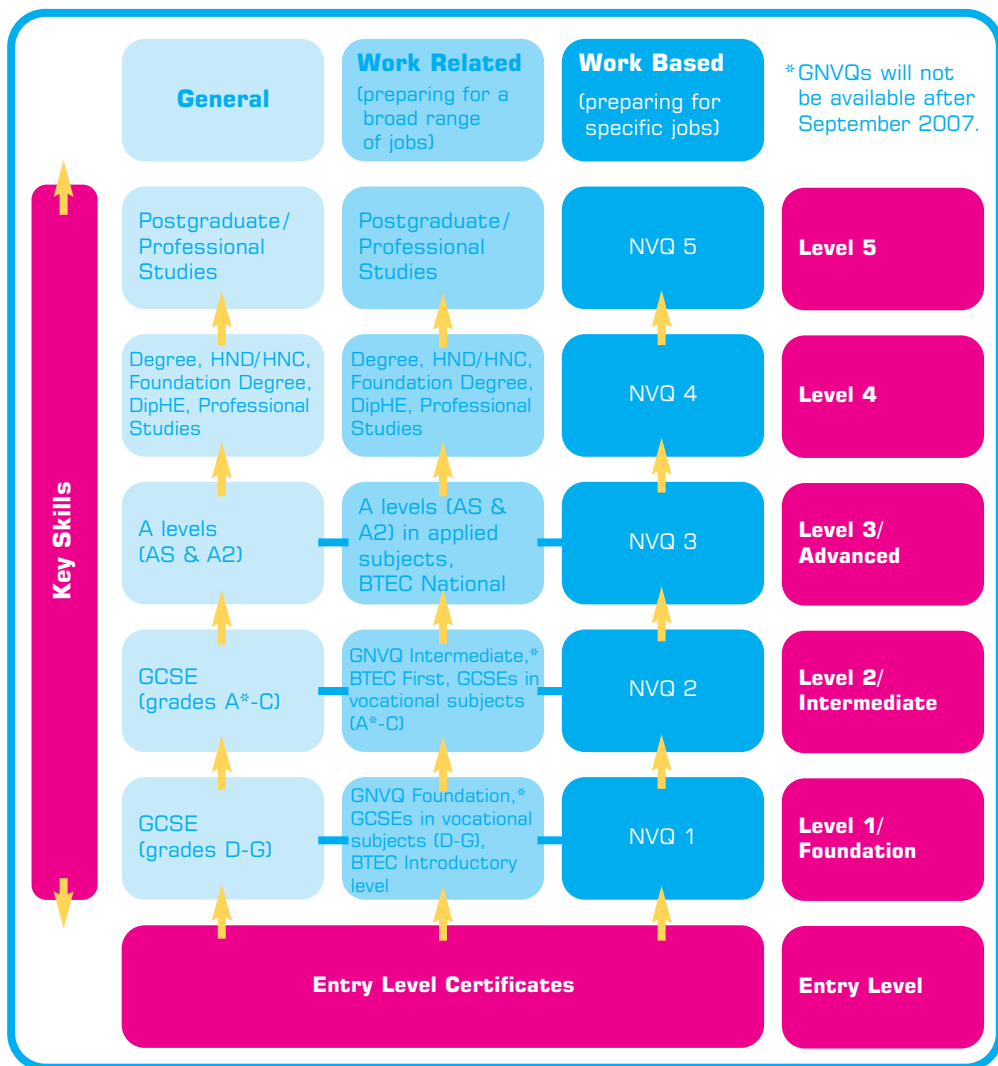 General
Work Related
(preparing for a
broad range
of jobs)
Work Based
(preparing for
specific jobs)
*GNVQs will not
be available after
September 2007.
Key Skills
Postgraduate/
Professional
Studies
Postgraduate/
Professional
Studies
NVQ 5
Level 5
Degree, HND/HNC,
Foundation Degree,
DipHE, Professional
Studies
Degree, HND/HNC,
Foundation Degree,
DipHE, Professional
Studies
NVQ 4
Level 4
A levels
(AS & A2)
A levels (AS &
A2) in applied
subjects,
BTEC National
NVQ 3
Level 3/
Advanced
GCSE
(grades A*-C)
GNVQ Intermediate,*
BTEC First, GCSEs in
vocational subjects
(A*-C)
NVQ 2
Level 2/
Intermediate
GCSE
(grades D-G)
GNVQ Foundation,*
GCSEs in vocational
subjects (D-G),
BTEC Introductory
level
NVQ 1
Level 1/
Foundation
Entry Level Certificates
Entry Level